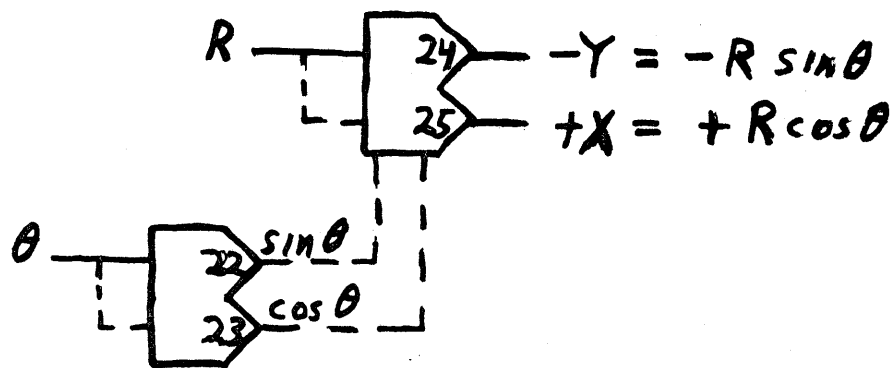 R 24 -Y = -R sinθ
25 +X = +R cosθ
θ 22 sinθ
23 cosθ